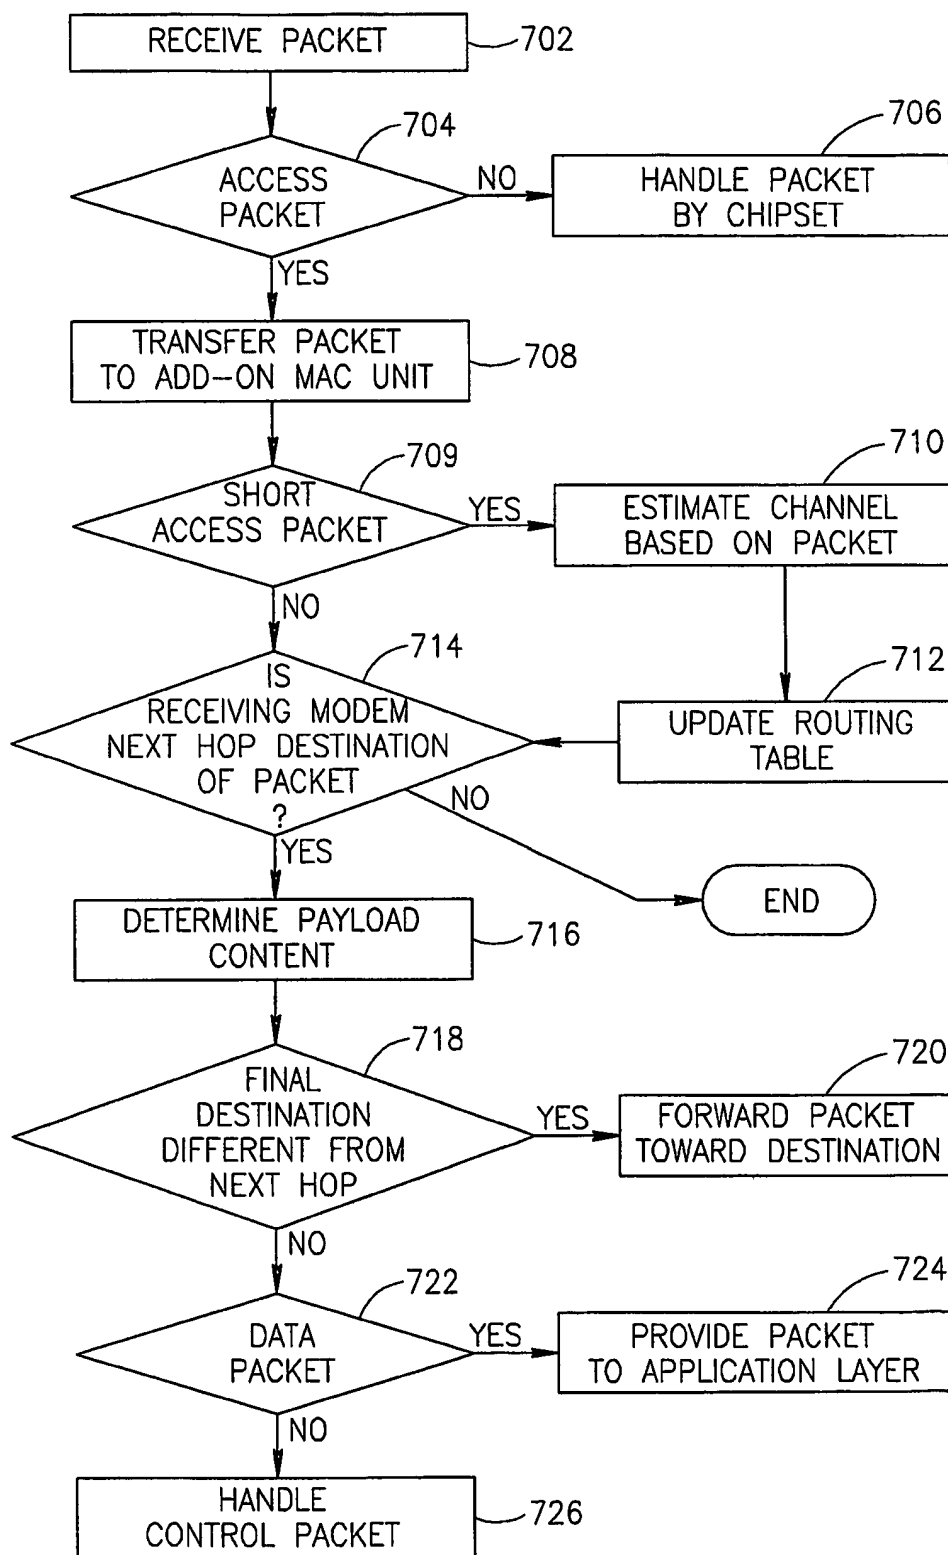 RECEIVE PACKET
702
704
ACCESS
PACKET
NO
706
HANDLE PACKET
BY CHIPSET
YES
TRANSFER PACKET
TO ADD-ON MAC UNIT
708
709
SHORT
ACCESS PACKET
YES
710
ESTIMATE CHANNEL
BASED ON PACKET
NO
714
IS
RECEIVING MODEM
NEXT HOP DESTINATION
OF PACKET
?
712
UPDATE ROUTING
TABLE
NO
END
YES
DETERMINE PAYLOAD
CONTENT
716
718
FINAL
DESTINATION
DIFFERENT FROM
NEXT HOP
YES
720
FORWARD PACKET
TOWARD DESTINATION
NO
722
DATA
PACKET
YES
724
PROVIDE PACKET
TO APPLICATION LAYER
NO
HANDLE
CONTROL PACKET
726